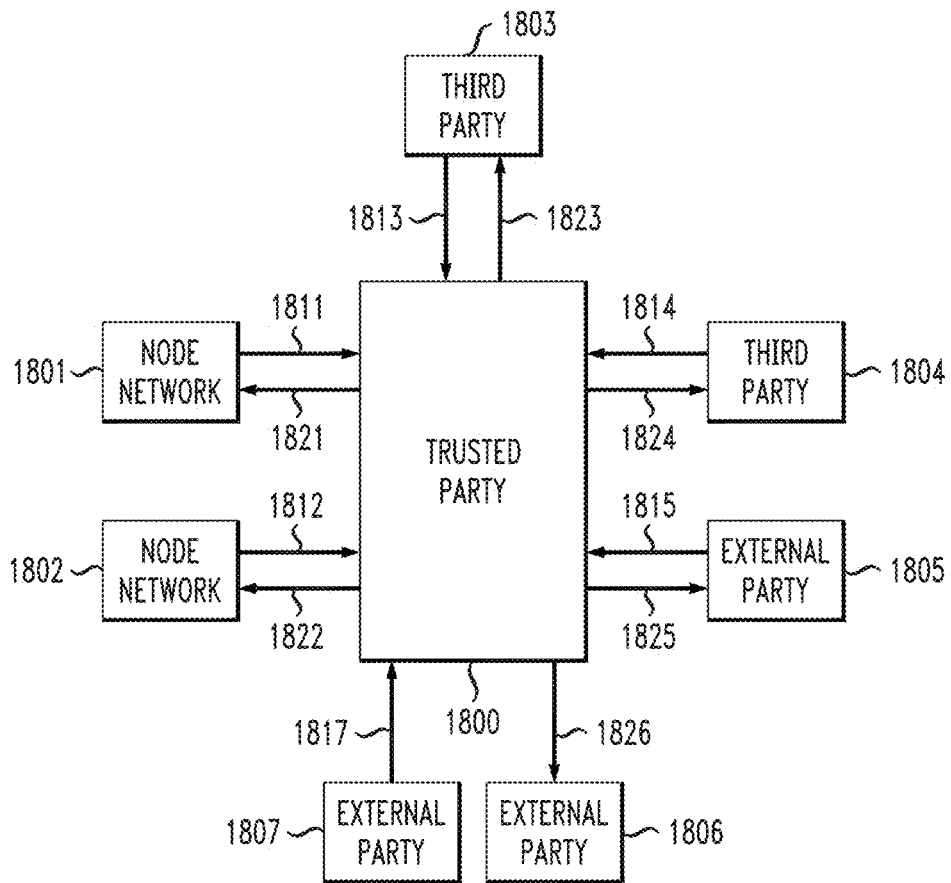 1803
THIRD
PARTY
1813
1823
1811
1814
1801
NODE
NETWORK
THIRD
PARTY
1804
1821
1824
TRUSTED
PARTY
1812
1815
1802
NODE
NETWORK
EXTERNAL
PARTY
1805
1822
1825
1817
1800
1826
1807
EXTERNAL
PARTY
EXTERNAL
PARTY
1806